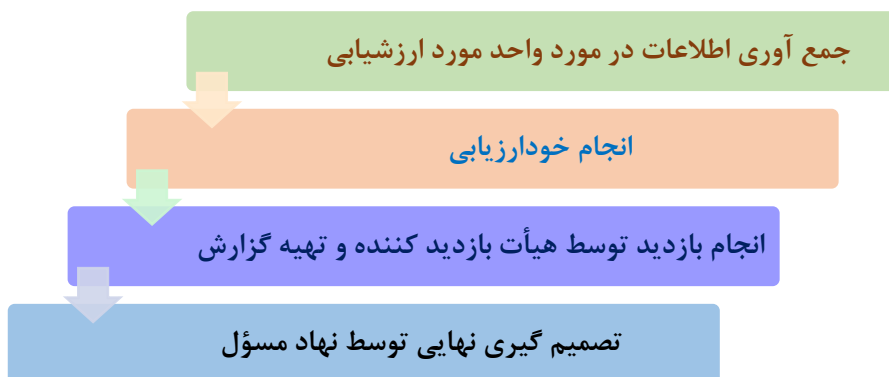 جمع آوری اطلاعات در مورد واحد مورد ارزشیابی
انجام خودارزیابی
انجام بازدید توسط هیأت بازدید کننده و تهیه گزارش
تصمیم گیری نهایی توسط نهاد مسؤل